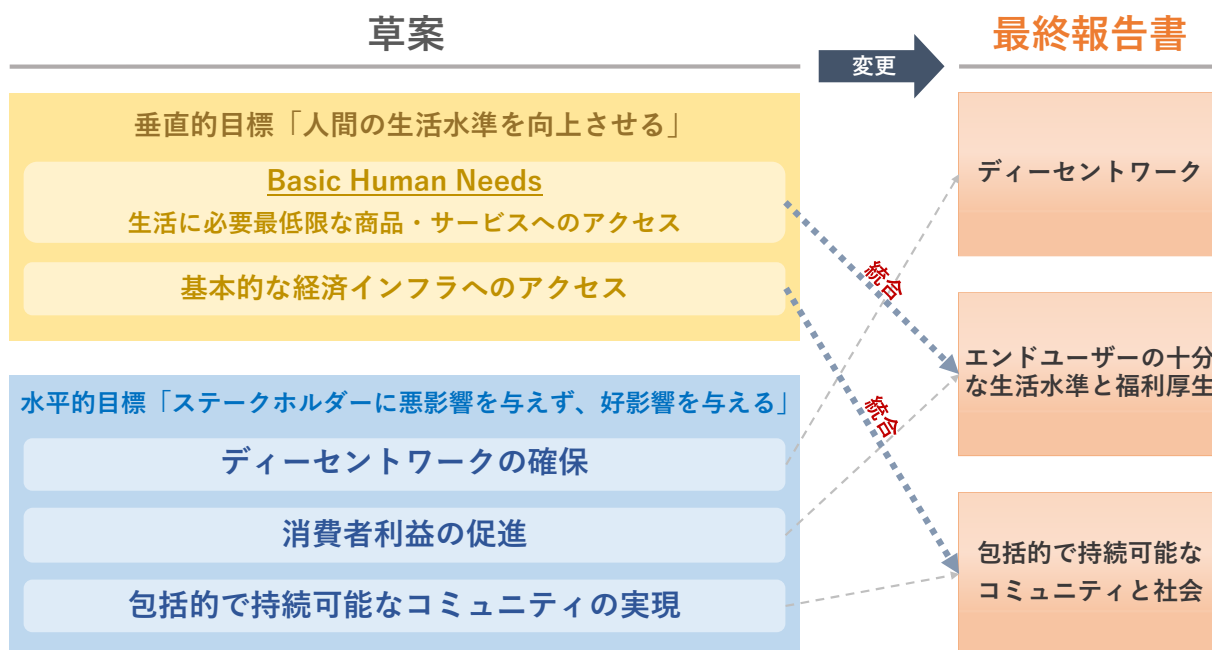 草案
変更
最終報告書
垂直的目標「人間の生活水準を向上させる」
Basic Human Needs
生活に必要最低限な商品・サービスへのアクセス
基本的な経済インフラへのアクセス
水平的目標「ステークホルダーに悪影響を与えず、好影響を与える」
ディーセントワークの確保
消費者利益の促進
包括的で持続可能なコミュニティの実現
統合
統合
ディーセントワーク
エンドユーザーの十分
な生活水準と福利厚生
包括的で持続可能な
コミュニティと社会